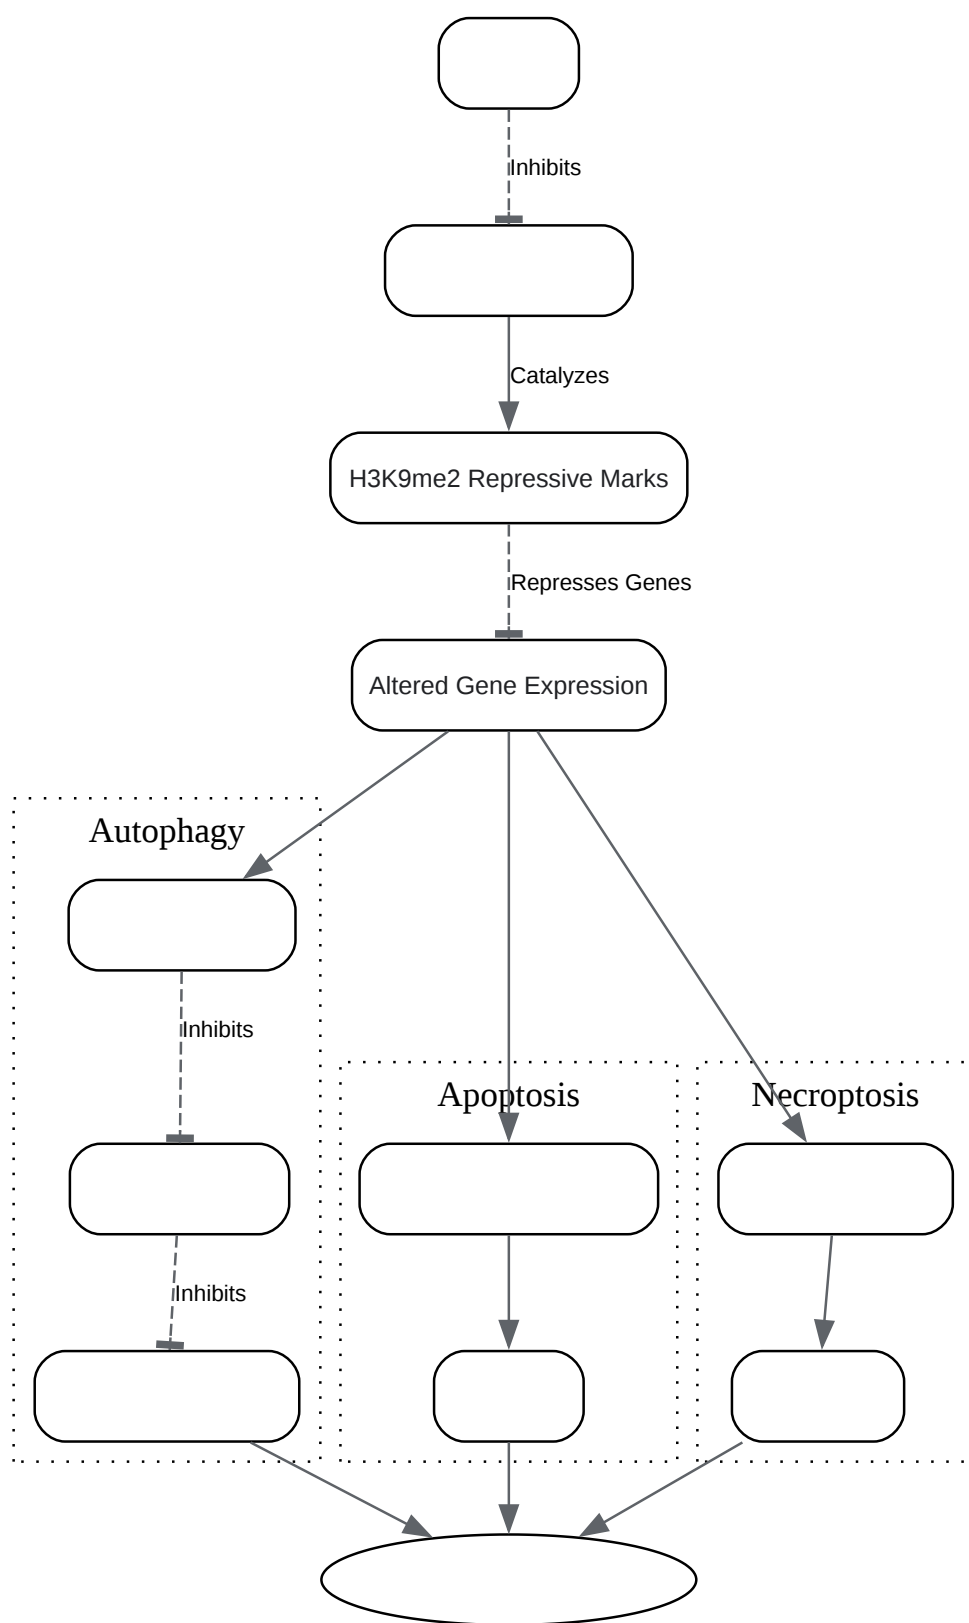 Inhibits
Catalyzes
H3K9me2 Repressive Marks
Represses Genes
Altered Gene Expression
Autophagy
Inhibits
Apoptosis
Necroptosis
Inhibits